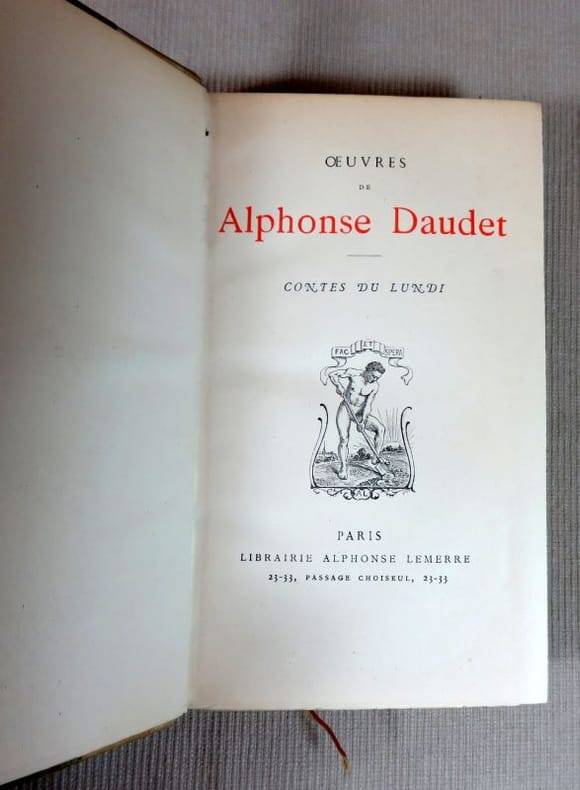 ŒUVRES
DE
Alphonse Daudet
CONTES DU LUNDI
FAC ET SPERA
AL
PARIS
LIBRAIRIE ALPHONSE LEMERRE
23-33, PASSAGE CHOISEUL, 23-33